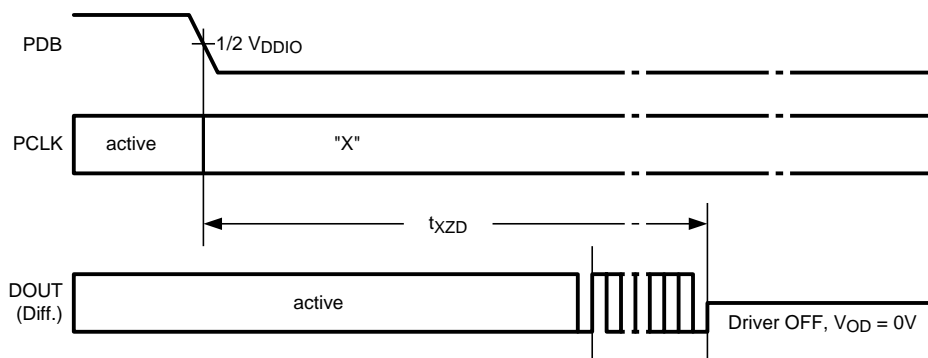 PDB
1/2 VDDIO
PCLK
active
"X"
tXZD
DOUT
(Diff.)
active
Driver OFF, VOD = 0V